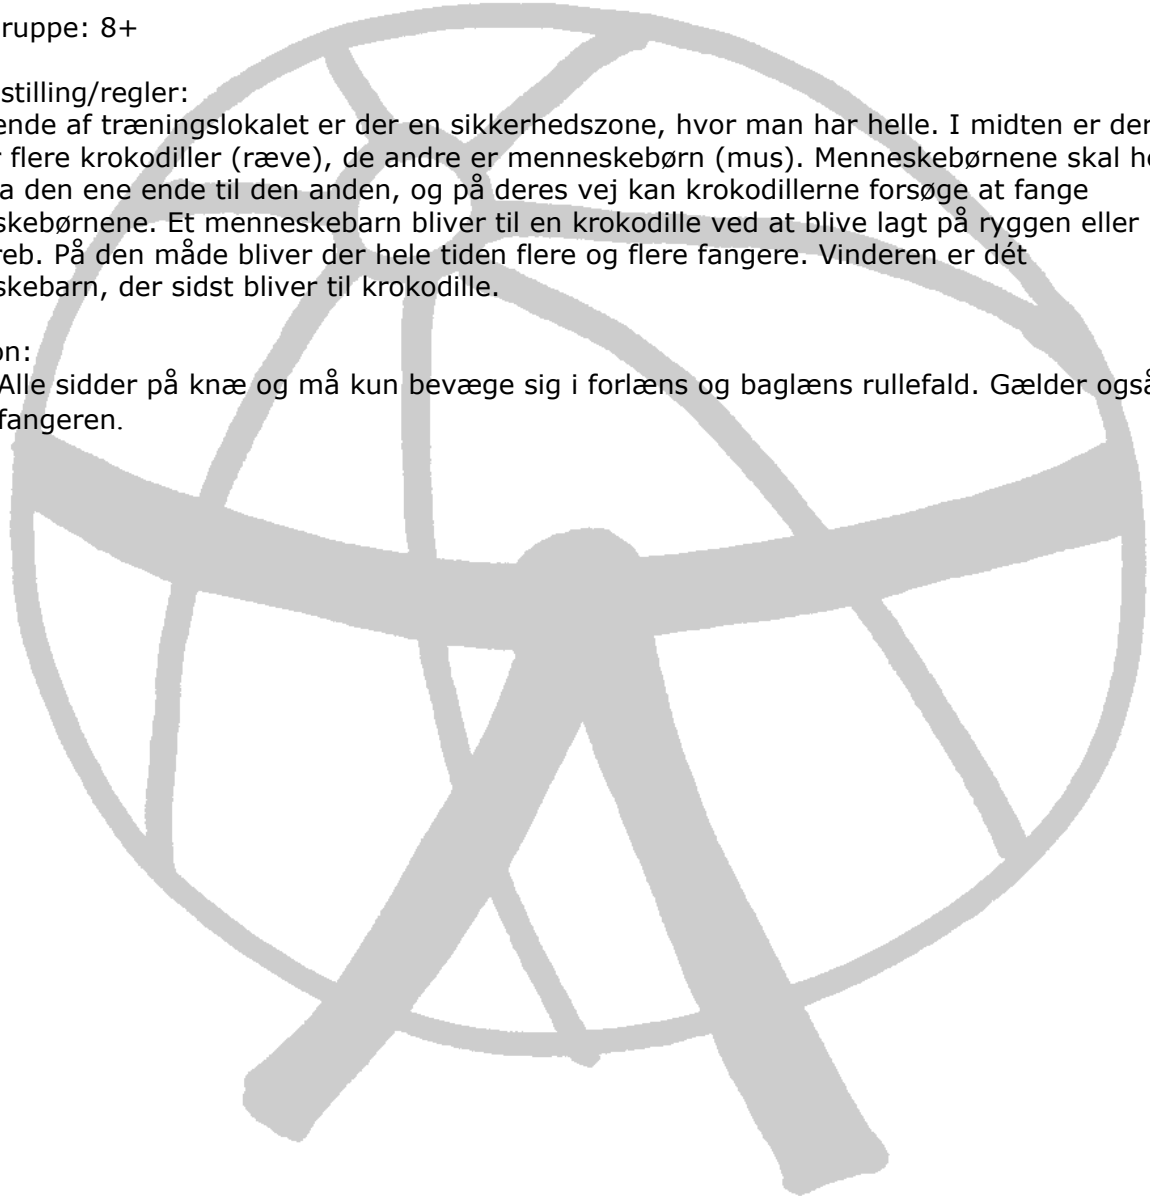 ruppe: 8+
stilling/regler:
ende af træningslokalet er der en sikkerhedszone, hvor man har helle. I midten er der
flere krokodiller (ræve), de andre er menneskebørn (mus). Menneskebørnene skal
a den ene ende til den anden, og på deres vej kan krokodillerne forsøge at fange
skebørnene. Et menneskebarn bliver til en krokodille ved at blive lagt på ryggen eller
reb. På den måde bliver der hele tiden flere og flere fangere. Vinderen er dét
skebarn, der sidst bliver til krokodille.
on:
Alle sidder på knæ og må kun bevæge sig i forlæns og baglæns rullefald. Gælder også
fangeren.